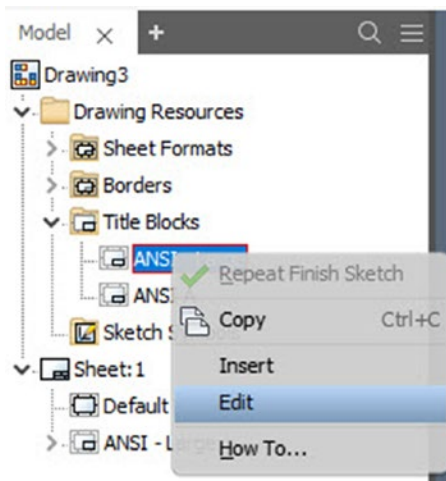 Model
Drawing3
Drawing Resources
Sheet Formats
Borders
Title Blocks
ANSI
Repeat Finish Sketch
ANSI
Sketch
Copy Ctrl+C
Sheet:1
Insert
Default
Edit
ANSI -
How To...